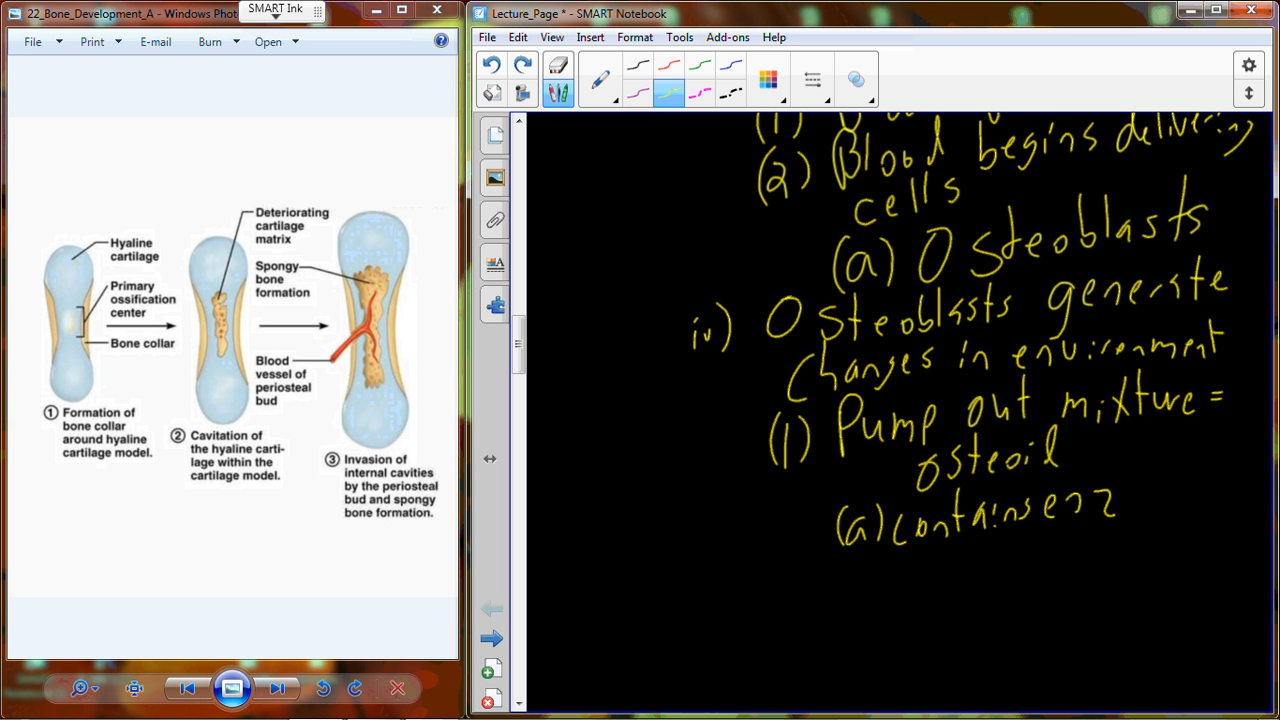 22_Bone_Development_A - Windows Phot
SMART Ink
File Print E-mail Burn Open
Hyaline
cartilage
Primary
ossification
center
Bone collar
Deteriorating
cartilage
matrix
Spongy
bone
formation
Blood
vessel of
periosteal
bud
① Formation of
bone collar
around hyaline
cartilage model.
② Cavitation of
the hyaline carti-
lage within the
cartilage model.
③ Invasion of
internal cavities
by the periosteal
bud and spongy
bone formation.
Lecture_Page * - SMART Notebook
File Edit View Insert Format Tools Add-ons Help
(1)
(2) Blood begins delivering
cells
(a) Osteoblasts
iv) Osteoblasts generate
changes in environment
(1) Pump out mixture =
osteoid
(a) contains enz